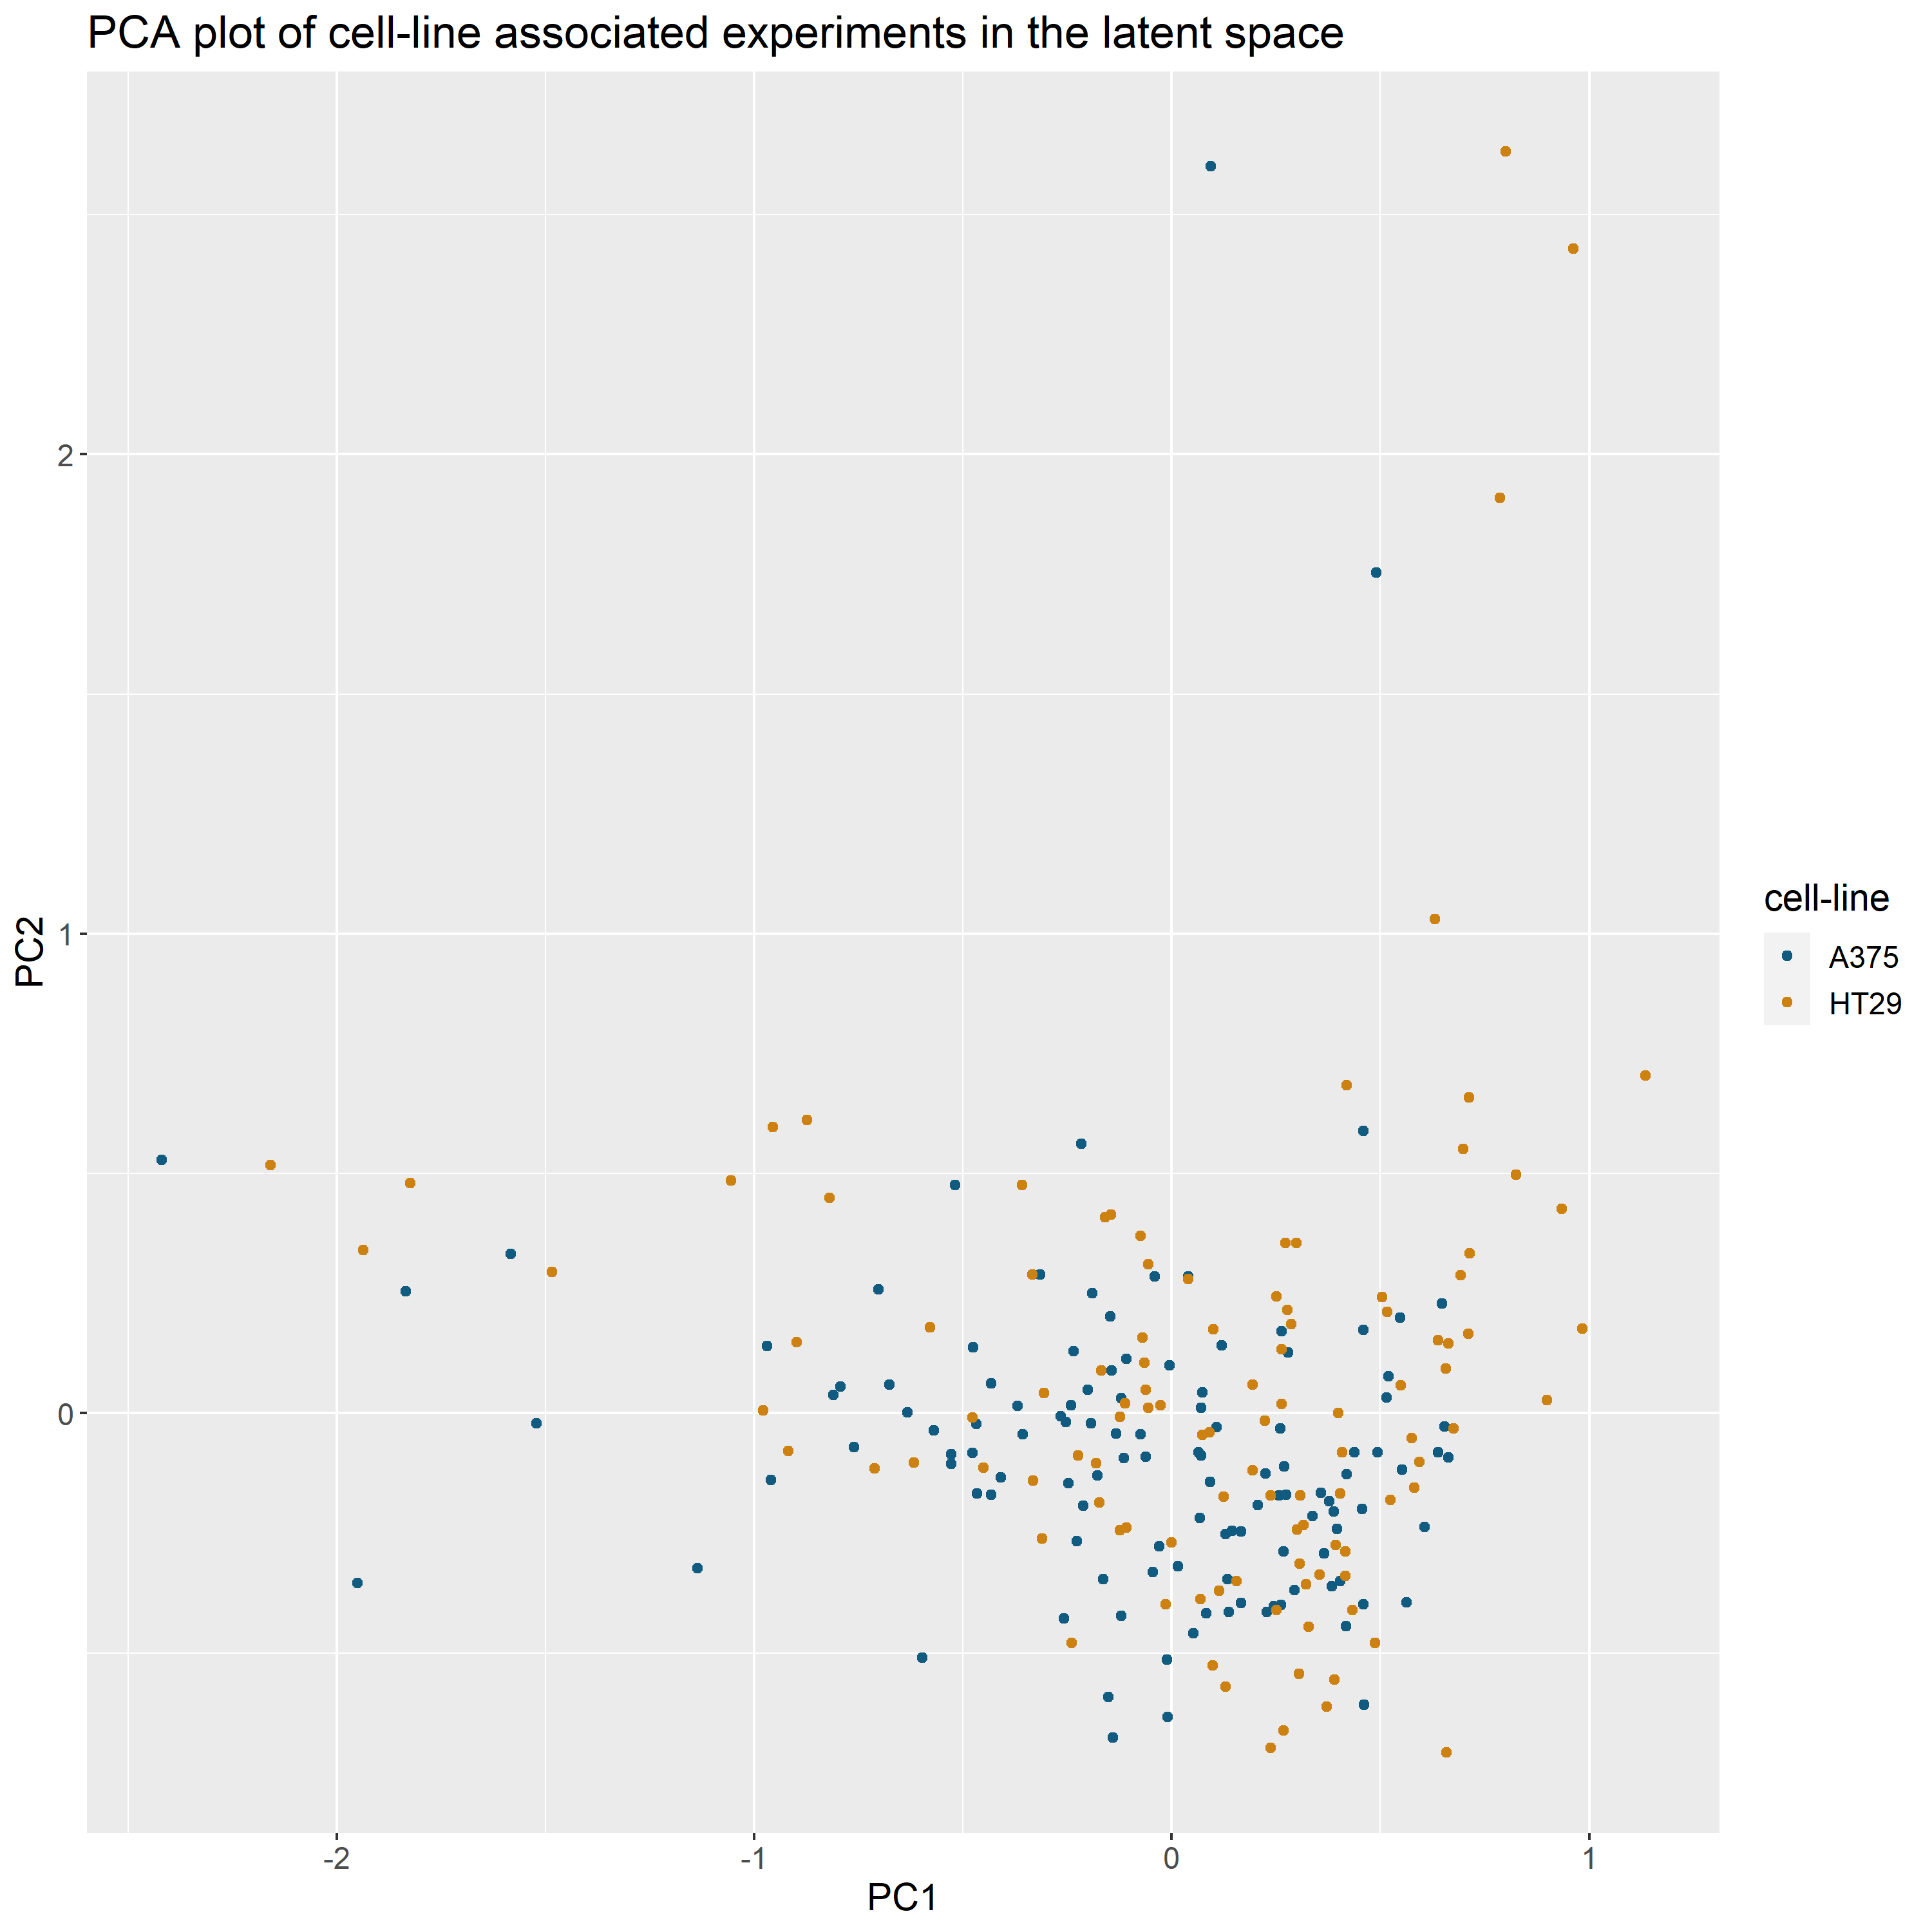 PCA plot of cell-line associated experiments in the latent space
2
1
0
PC2
-2
-1
0
1
PC1
cell-line
A375
HT29